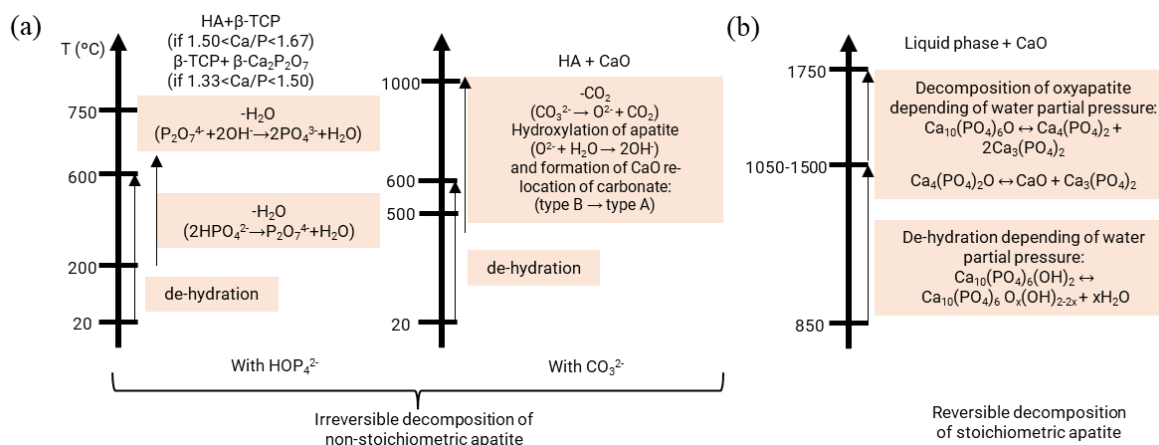 (a)
T (°C)
HA+β-TCP
(if 1.50<Ca/P<1.67)
β-TCP+ β-Ca₂P₂O₇
(if 1.33<Ca/P<1.50)
750
600
200
20
-H₂O
(P₂O₇⁴⁻+2OH⁻→2PO₄³⁻+H₂O)
-H₂O
(2HPO₄²⁻→P₂O₇⁴⁻+H₂O)
de-hydration
With HOP₄²⁻
HA + CaO
1000
600
500
20
-CO₂
(CO₃²⁻ → O²⁻ + CO₂)
Hydroxylation of apatite
(O²⁻ + H₂O → 2OH⁻)
and formation of CaO re-
location of carbonate:
(type B → type A)
de-hydration
With CO₃²⁻
Irreversible decomposition of
non-stoichiometric apatite
(b)
Liquid phase + CaO
1750
1050-1500
850
Decomposition of oxyapatite
depending of water partial pressure:
Ca₁₀(PO₄)₆O ↔ Ca₄(PO₄)₂ +
2Ca₃(PO₄)₂
Ca₄(PO₄)₂O ↔ CaO + Ca₃(PO₄)₂
De-hydration depending of water
partial pressure:
Ca₁₀(PO₄)₆(OH)₂ ↔
Ca₁₀(PO₄)₆ Oₓ(OH)₂₋₂ₓ + xH₂O
Reversible decomposition
of stoichiometric apatite